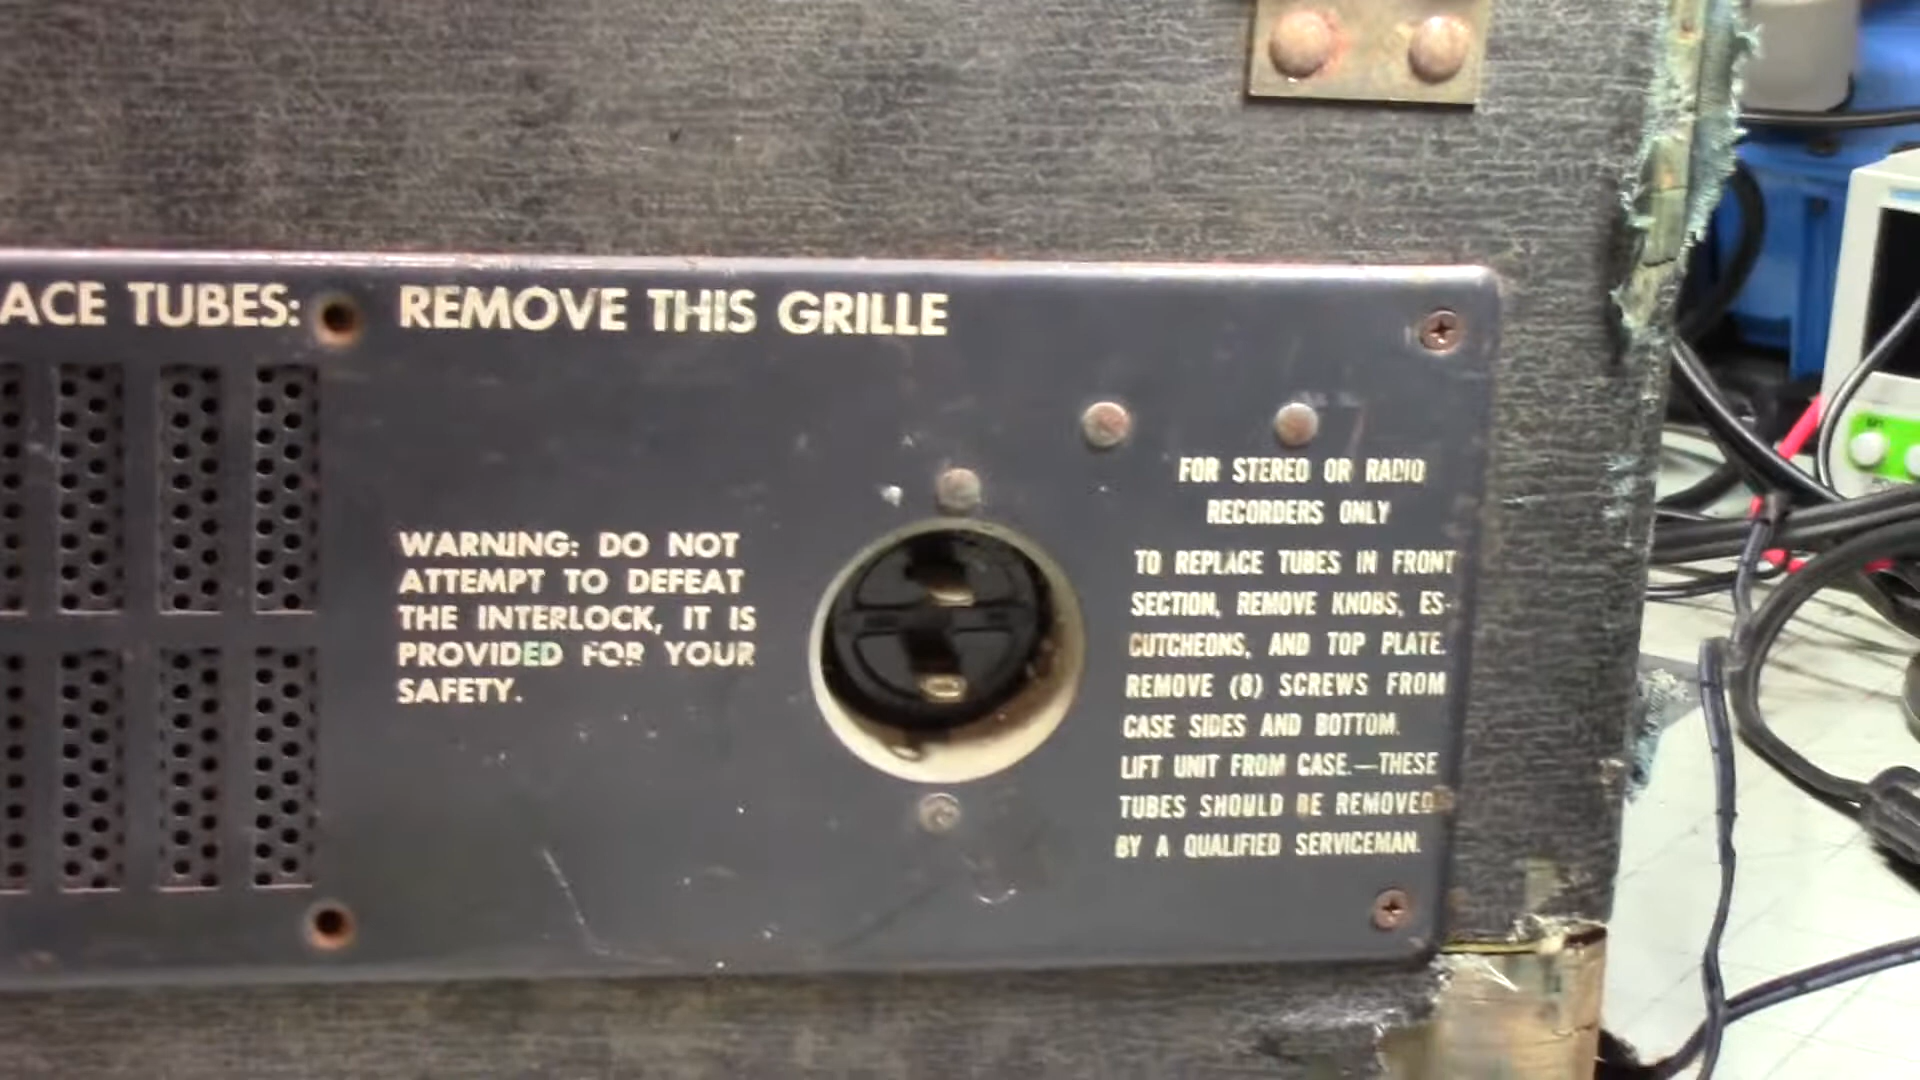 ACE TUBES: REMOVE THIS GRILLE
WARNING: DO NOT
ATTEMPT TO DEFEAT
THE INTERLOCK, IT IS
PROVIDED FOR YOUR
SAFETY.
FOR STEREO OR RADIO
RECORDERS ONLY
TO REPLACE TUBES IN FRONT
SECTION, REMOVE KNOBS, ES-
CUTCHEONS, AND TOP PLATE.
REMOVE (8) SCREWS FROM
CASE SIDES AND BOTTOM.
LIFT UNIT FROM CASE.—THESE
TUBES SHOULD BE REMOVED
BY A QUALIFIED SERVICEMAN.